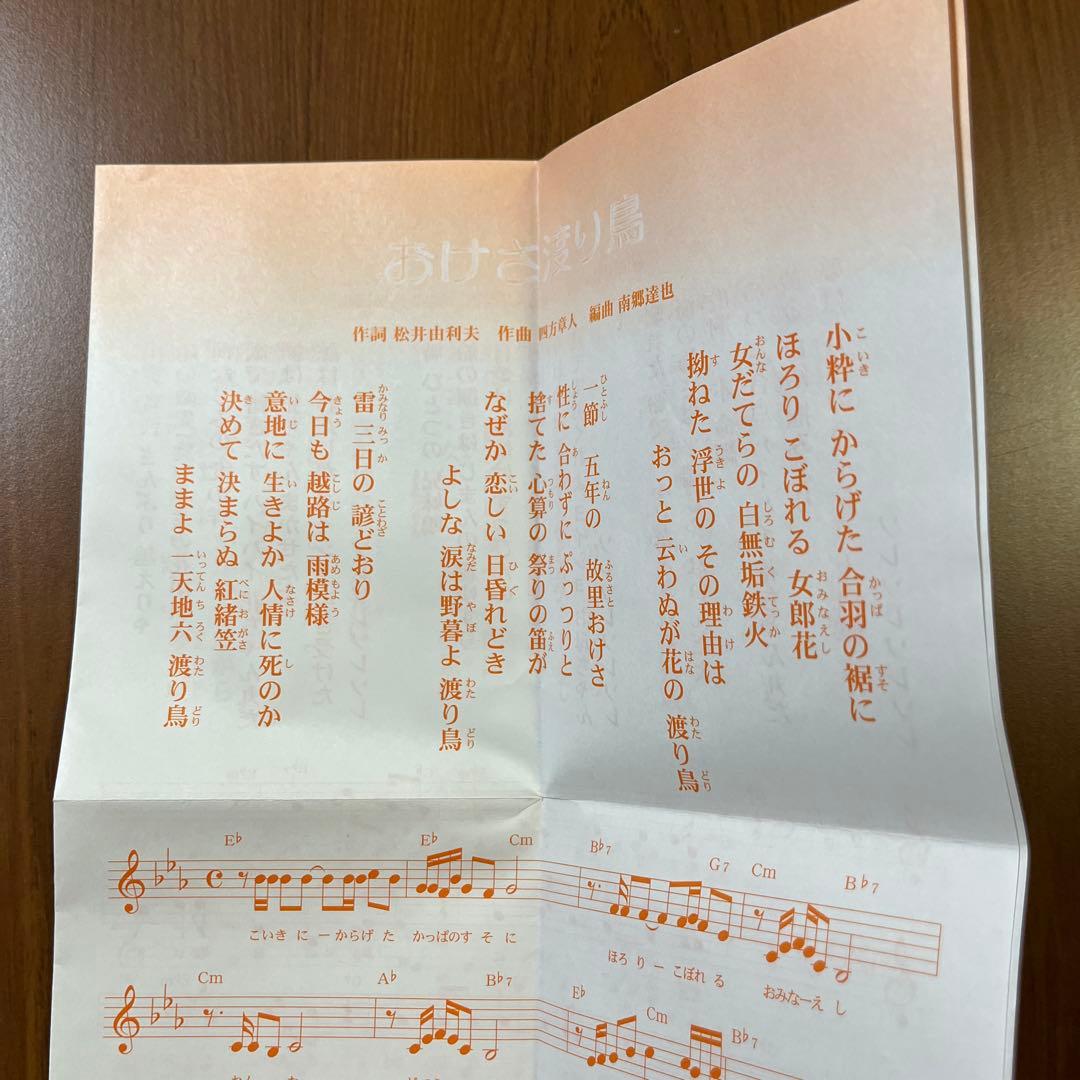 おけさ渡り鳥
作詞 松井由利夫　作曲 四方章人　編曲 南郷達也
小粋に からげた 合羽の裾に
ほろり こぼれる 女郎花
女だてらの 白無垢鉄火
拗ねた 浮世の その理由は
おっと 云わぬが 花の 渡り鳥
一節 五年の 故里おけさ
性に 合わずに ぷっつりと
捨てた 心算の 祭りの笛が
なぜか 恋しい 日昏れどき
よしな 涙は 野暮よ 渡り鳥
雷 三日の 諺どおり
今日も 越路は 雨模様
意地に 生きよか 人情に 死のか
決めて 決まらぬ 紅緒笠
ままよ 一天地六 渡り鳥
E♭ E♭ Cm B♭7 G7 Cm B♭7
こいき に ーからげ た かっぱのす そ に ほろ り ー こぼれ る おみなーえ し
Cm A♭ B♭7 E♭ Cm B♭7